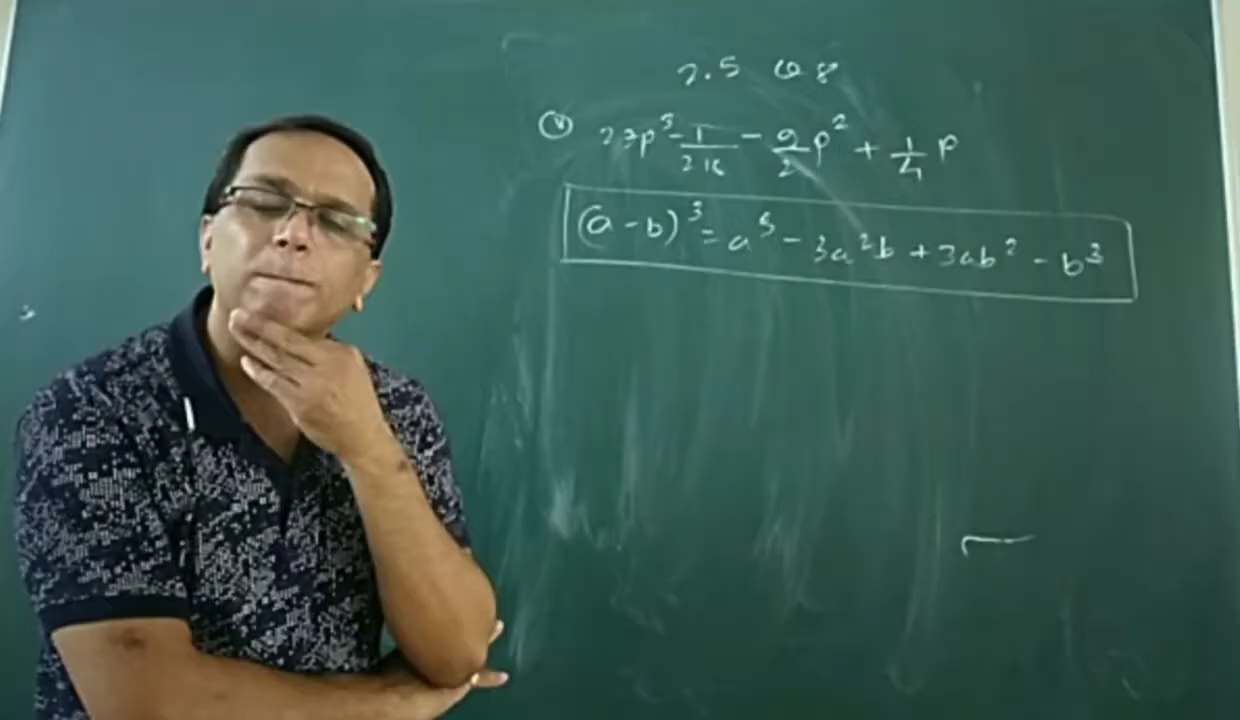 2.5 Q 8
(v) 27p³ - 1/216 - 9/2 p² + 1/4 p
(a - b)³ = a³ - 3a²b + 3ab² - b³